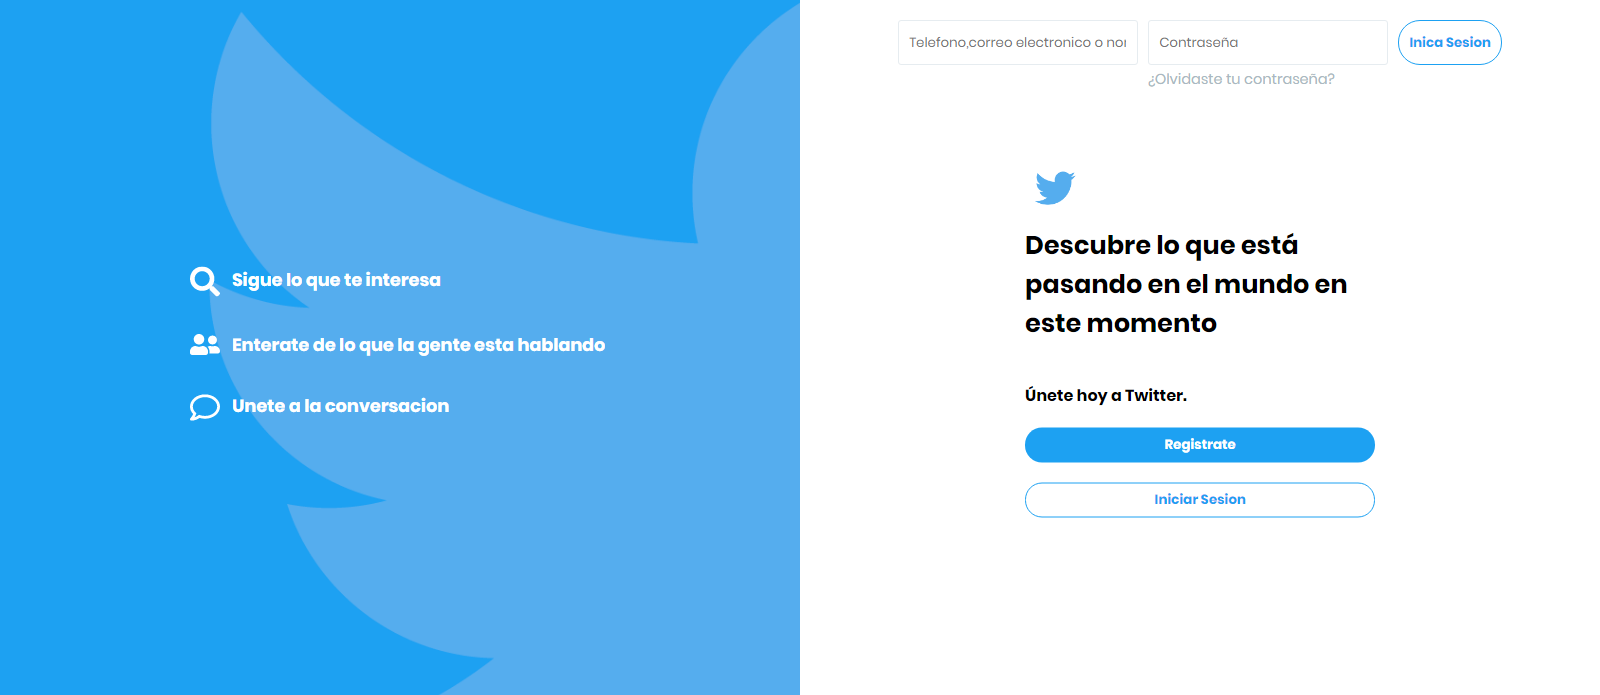 Sigue lo que te interesa
Enterate de lo que la gente esta hablando
Unete a la conversacion
Telefono,correo electronico o nor
Contraseña
Inica Sesion
¿Olvidaste tu contraseña?
Descubre lo que está
pasando en el mundo en
este momento
Únete hoy a Twitter.
Registrate
Iniciar Sesion